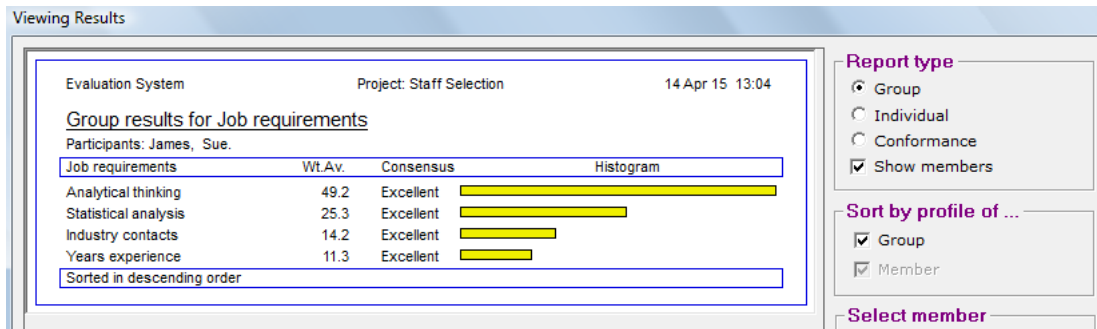 Viewing Results
Evaluation System Project: Staff Selection 14 Apr 15 13:04
Group results for Job requirements
Participants: James, Sue.
Job requirements Wt.Av. Consensus Histogram
Analytical thinking 49.2 Excellent
Statistical analysis 25.3 Excellent
Industry contacts 14.2 Excellent
Years experience 11.3 Excellent
Sorted in descending order
Report type
Group
Individual
Conformance
Show members
Sort by profile of ...
Group
Member
Select member